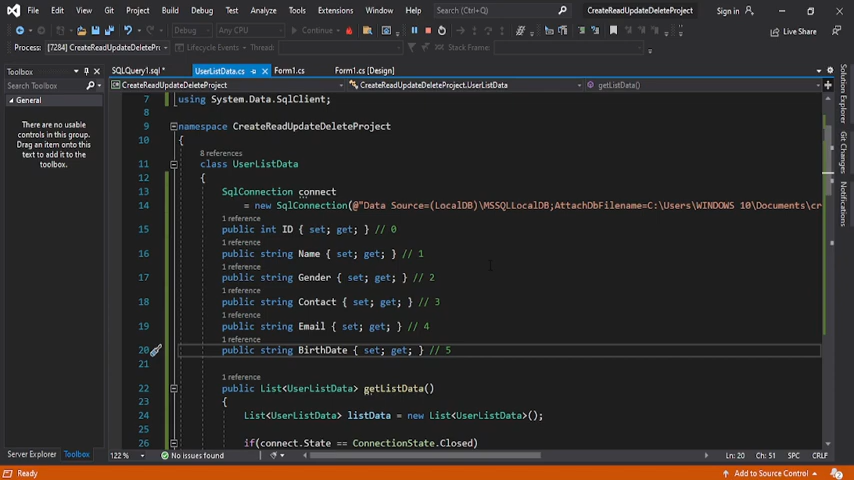 File Edit View Git Project Build Debug Test Analyze Tools Extensions Window Help Search (Ctrl+Q) CreateReadUpdateDeleteProject Sign in
Debug Any CPU Continue Live Share
Process: [7284] CreateReadUpdateDeletePr Lifecycle Events Thread: Stack Frame:
Toolbox
SQLQuery1.sql * UserListData.cs Form1.cs Form1.cs [Design]
Search Toolbox
CreateReadUpdateDeleteProject CreateReadUpdateDeleteProject.UserListData getListData()
General
There are no usable
controls in this group.
Drag an item onto this
text to add it to the
toolbox.
7 using System.Data.SqlClient;
8
9 namespace CreateReadUpdateDeleteProject
10 {
8 references
11 class UserListData
12 {
13 SqlConnection connect
14 = new SqlConnection(@"Data Source=(LocalDB)\MSSQLLocalDB;AttachDbFilename=C:\Users\WINDOWS 10\Documents\cr
1 reference
15 public int ID { set; get; } // 0
1 reference
16 public string Name { set; get; } // 1
1 reference
17 public string Gender { set; get; } // 2
1 reference
18 public string Contact { set; get; } // 3
1 reference
19 public string Email { set; get; } // 4
1 reference
20 public string BirthDate { set; get; } // 5
21
1 reference
22 public List<UserListData> getListData()
23 {
24 List<UserListData> listData = new List<UserListData>();
25
26 if(connect.State == ConnectionState.Closed)
Solution Explorer
Git Changes
Notifications
Server Explorer Toolbox
122 % No issues found Ln: 20 Ch: 51 SPC CRLF
Ready Add to Source Control